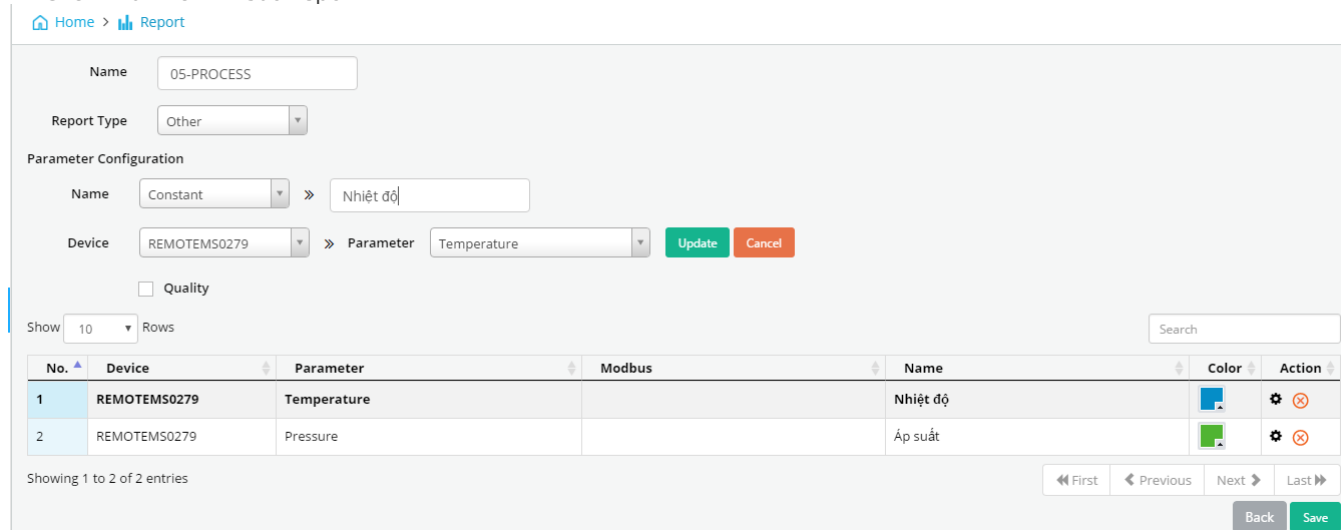 Home > Report
Name 05-PROCESS
Report Type Other
Parameter Configuration
Name Constant » Nhiệt độ
Device REMOTEMS0279 » Parameter Temperature Update Cancel
Quality
Show 10 Rows Search
No. Device Parameter Modbus Name Color Action
1 REMOTEMS0279 Temperature Nhiệt độ
2 REMOTEMS0279 Pressure Áp suất
Showing 1 to 2 of 2 entries First Previous Next Last
Back Save